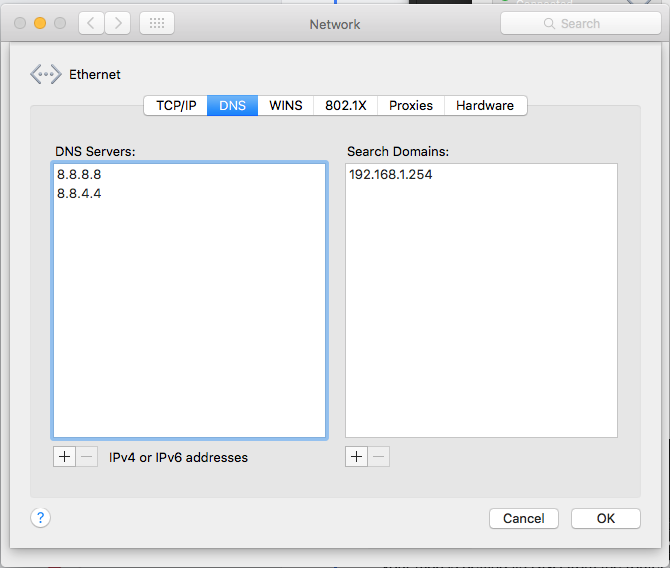 Network
Search
Ethernet
TCP/IP DNS WINS 802.1X Proxies Hardware
DNS Servers: Search Domains:
8.8.8.8 192.168.1.254
8.8.4.4
+ − IPv4 or IPv6 addresses + −
? Cancel OK